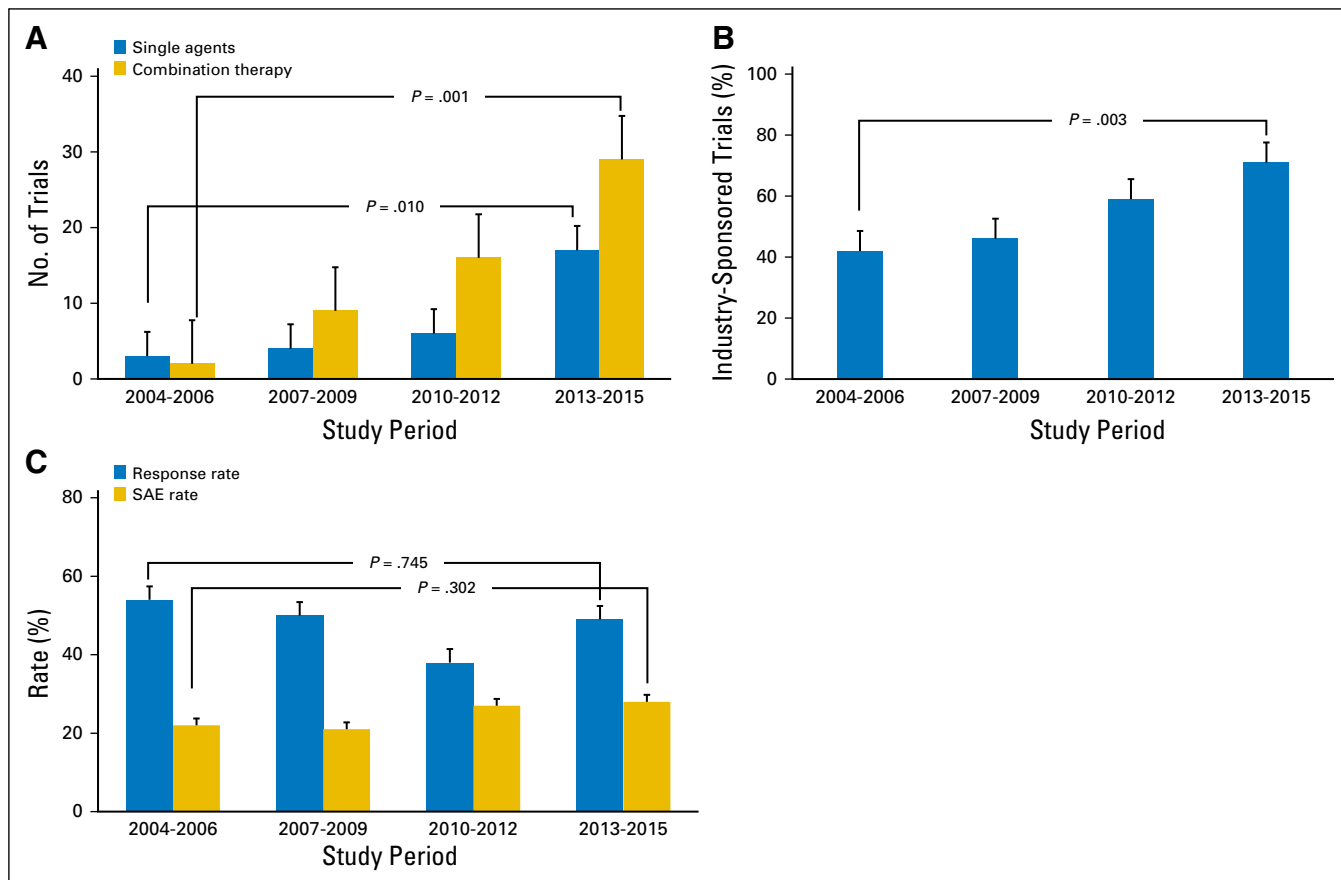 A
Single agents
Combination therapy
40
30
20
10
0
No. of Trials
P = .001
P = .010
2004-2006 2007-2009 2010-2012 2013-2015
Study Period
B
100
80
60
40
20
0
Industry-Sponsored Trials (%)
P = .003
2004-2006 2007-2009 2010-2012 2013-2015
Study Period
C
Response rate
SAE rate
80
60
40
20
0
Rate (%)
P = .745
P = .302
2004-2006 2007-2009 2010-2012 2013-2015
Study Period